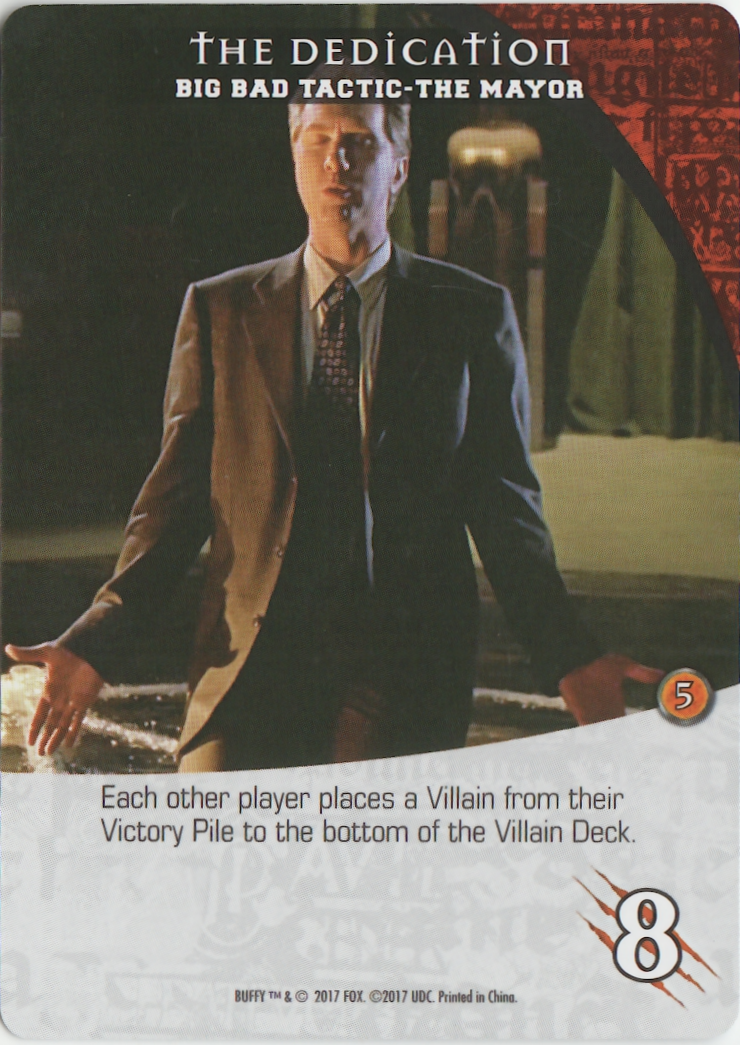 THE DEDICATION
BIG BAD TACTIC-THE MAYOR
5
Each other player places a Villain from their
Victory Pile to the bottom of the Villain Deck.
8
BUFFY ™ & © 2017 FOX. ©2017 UDC. Printed in China.